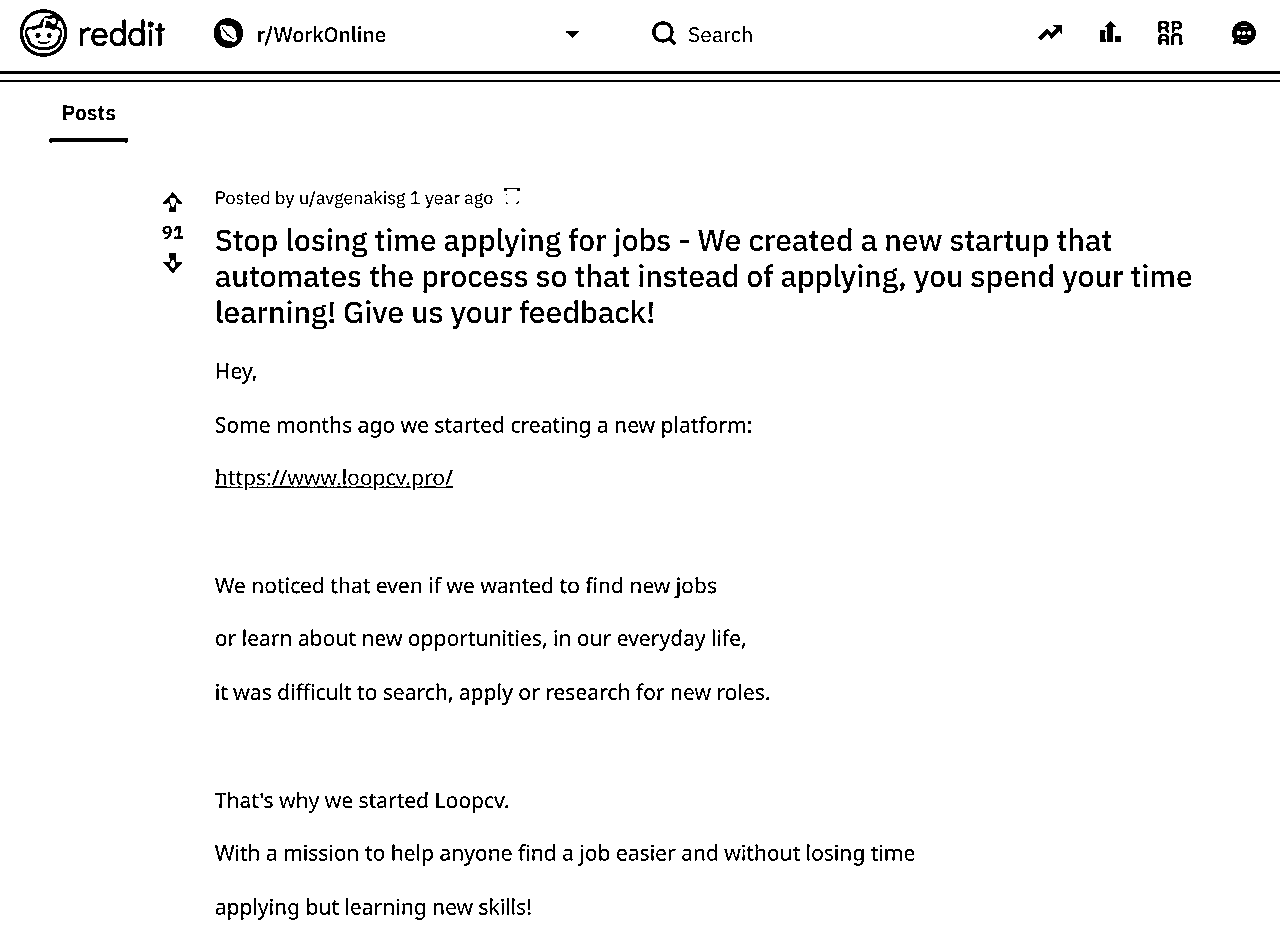 reddit r/WorkOnline Search RPAN
Posts
Posted by u/avgenakisg 1 year ago
91
Stop losing time applying for jobs - We created a new startup that
automates the process so that instead of applying, you spend your time
learning! Give us your feedback!
Hey,
Some months ago we started creating a new platform:
https://www.loopcv.pro/
We noticed that even if we wanted to find new jobs
or learn about new opportunities, in our everyday life,
it was difficult to search, apply or research for new roles.
That's why we started Loopcv.
With a mission to help anyone find a job easier and without losing time
applying but learning new skills!